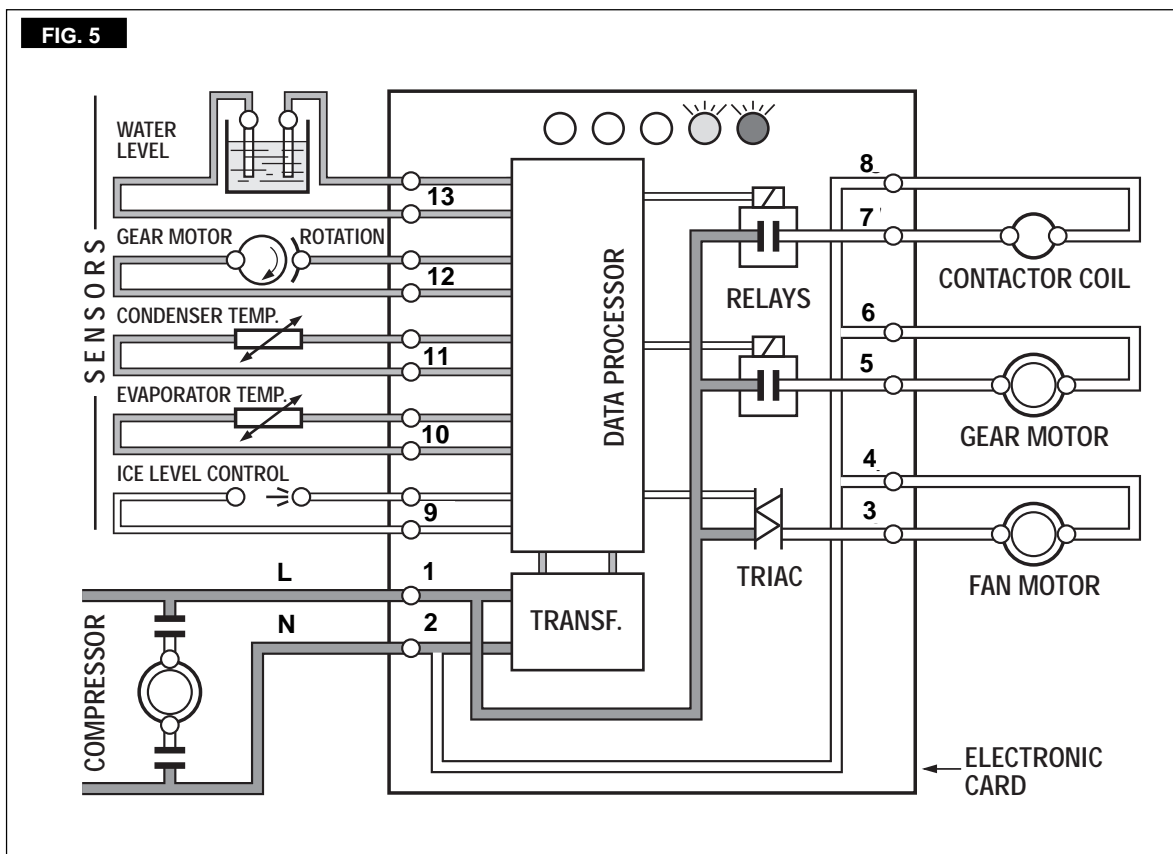 FIG. 5
WATER
LEVEL
13
GEAR MOTOR ROTATION
12
CONDENSER TEMP.
11
EVAPORATOR TEMP.
10
ICE LEVEL CONTROL
9
SENSORS
L 1
N 2
COMPRESSOR
DATA PROCESSOR
TRANSF.
RELAYS
TRIAC
8
7
CONTACTOR COIL
6
5
GEAR MOTOR
4
3
FAN MOTOR
ELECTRONIC
CARD